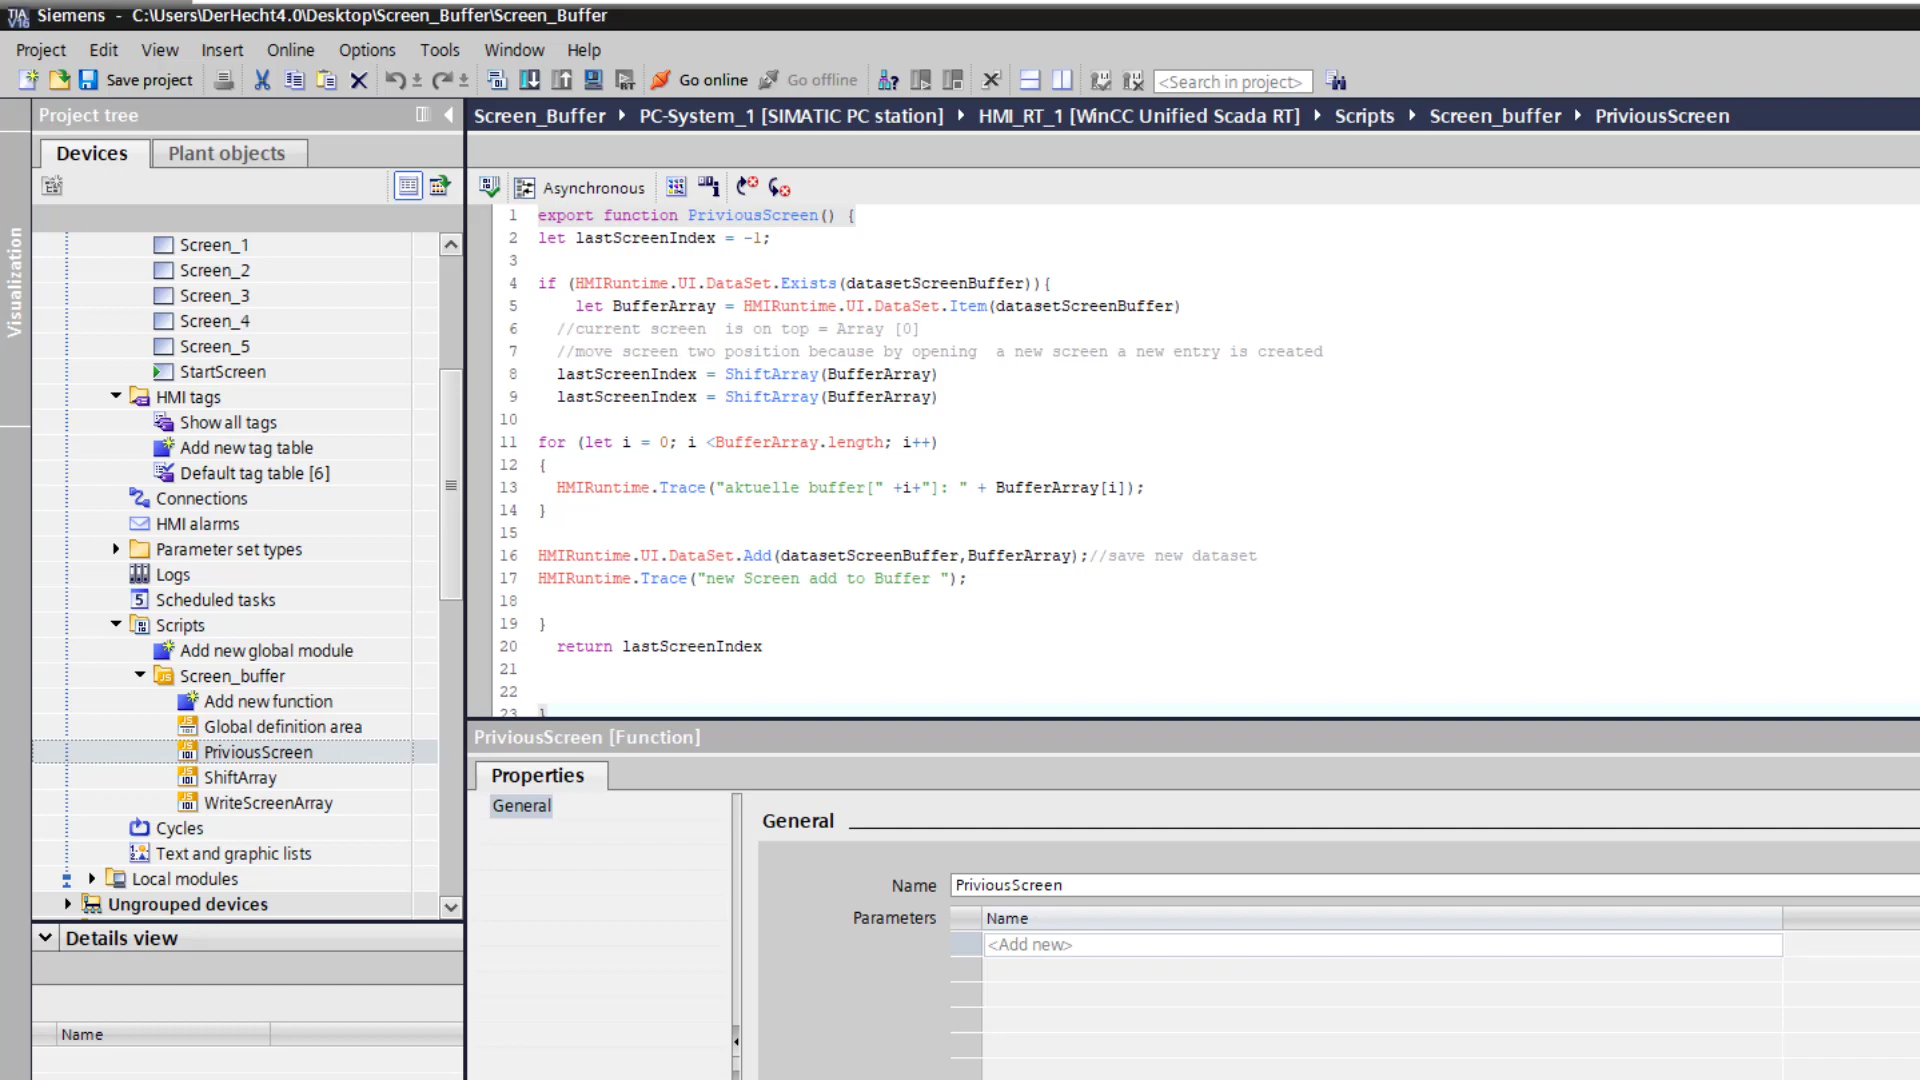 TIA V16 Siemens - C:\Users\DerHecht4.0\Desktop\Screen_Buffer\Screen_Buffer
Project Edit View Insert Online Options Tools Window Help
Save project Go online Go offline <Search in project>
Project tree
Screen_Buffer PC-System_1 [SIMATIC PC station] HMI_RT_1 [WinCC Unified Scada RT] Scripts Screen_buffer PriviousScreen
Devices Plant objects
Visualization
Asynchronous
Screen_1
Screen_2
Screen_3
Screen_4
Screen_5
StartScreen
HMI tags
Show all tags
Add new tag table
Default tag table [6]
Connections
HMI alarms
Parameter set types
Logs
Scheduled tasks
Scripts
Add new global module
Screen_buffer
Add new function
Global definition area
PriviousScreen
ShiftArray
WriteScreenArray
Cycles
Text and graphic lists
Local modules
Ungrouped devices
Details view
Name
1 export function PriviousScreen() {
2 let lastScreenIndex = -1;
3
4 if (HMIRuntime.UI.DataSet.Exists(datasetScreenBuffer)){
5 let BufferArray = HMIRuntime.UI.DataSet.Item(datasetScreenBuffer)
6 //current screen  is on top = Array [0]
7 //move screen two position because by opening  a new screen a new entry is created
8 lastScreenIndex = ShiftArray(BufferArray)
9 lastScreenIndex = ShiftArray(BufferArray)
10
11 for (let i = 0; i <BufferArray.length; i++)
12 {
13 HMIRuntime.Trace("aktuelle buffer[" +i+"]: " + BufferArray[i]);
14 }
15
16 HMIRuntime.UI.DataSet.Add(datasetScreenBuffer,BufferArray);//save new dataset
17 HMIRuntime.Trace("new Screen add to Buffer ");
18
19 }
20 return lastScreenIndex
21
22
23 }
PriviousScreen [Function]
Properties
General
General
Name PriviousScreen
Parameters Name
<Add new>